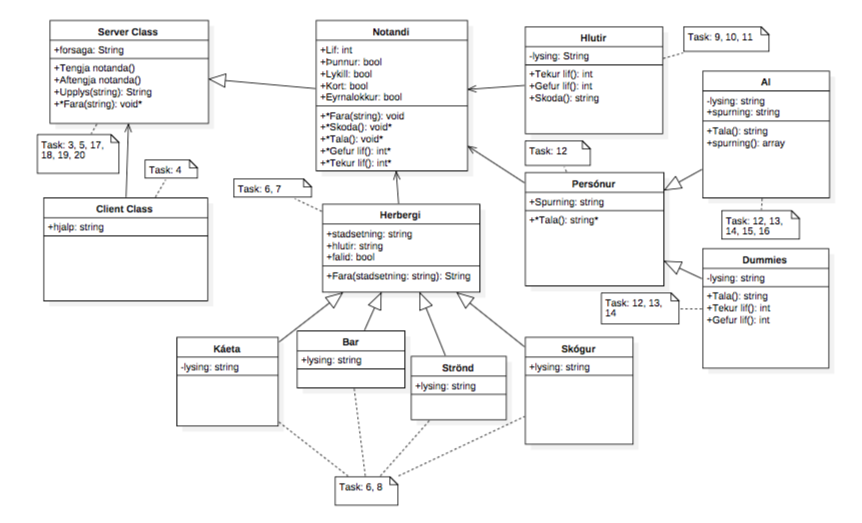 Server Class
+forsaga: String
+Tengja notanda()
+Aftengja notanda()
+Upplys(string): String
+*Fara(string): void*
Task: 3, 5, 17,
18, 19, 20
Task: 4
Client Class
+hjalp: string
Notandi
+Lif: int
+Þunnur: bool
+Lykill: bool
+Kort: bool
+Eyrnalokkur: bool
+*Fara(string): void
+*Skoda(): void*
+*Tala(): void*
+*Gefur lif(): int*
+*Tekur lif(): int*
Hlutir
-lysing: String
+Tekur lif(): int
+Gefur lif(): int
+Skoda(): string
Task: 9, 10, 11
AI
-lysing: string
+spurning: string
+Tala(): string
+spurning(): array
Task: 12
Persónur
+Spurning: string
+*Tala(): string*
Task: 12, 13,
14, 15, 16
Task: 6, 7
Herbergi
+stadsetning: string
+hlutir: string
+falid: bool
+Fara(stadsetning: string): String
Dummies
-lysing: string
+Tala(): string
+Tekur lif(): int
+Gefur lif(): int
Task: 12, 13,
14
Káeta
-lysing: string
Bar
+lysing: string
Strönd
+lysing: string
Skógur
+lysing: string
Task: 6, 8